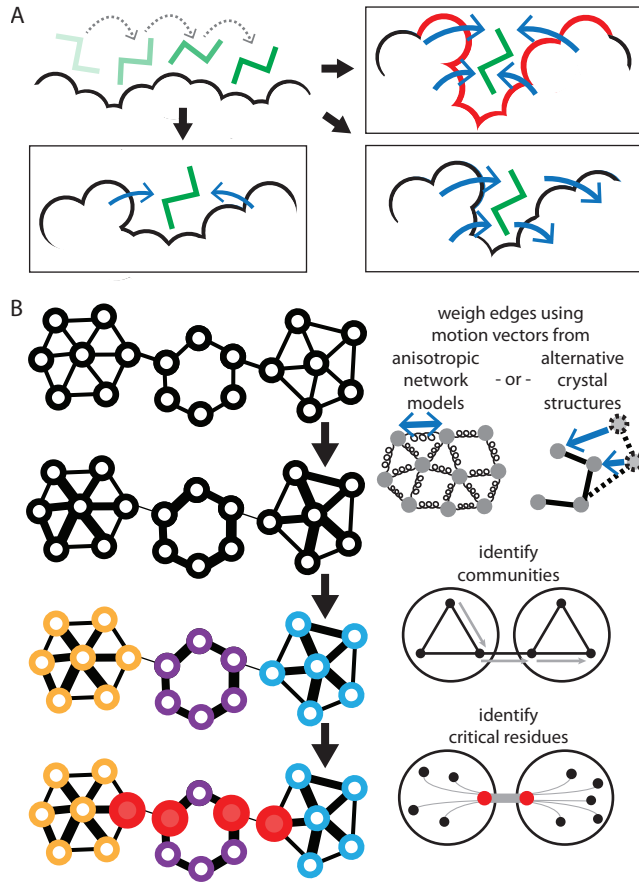 A
B
weigh edges using
motion vectors from
anisotropic
network
models
- or -
alternative
crystal
structures
identify
communities
identify
critical residues